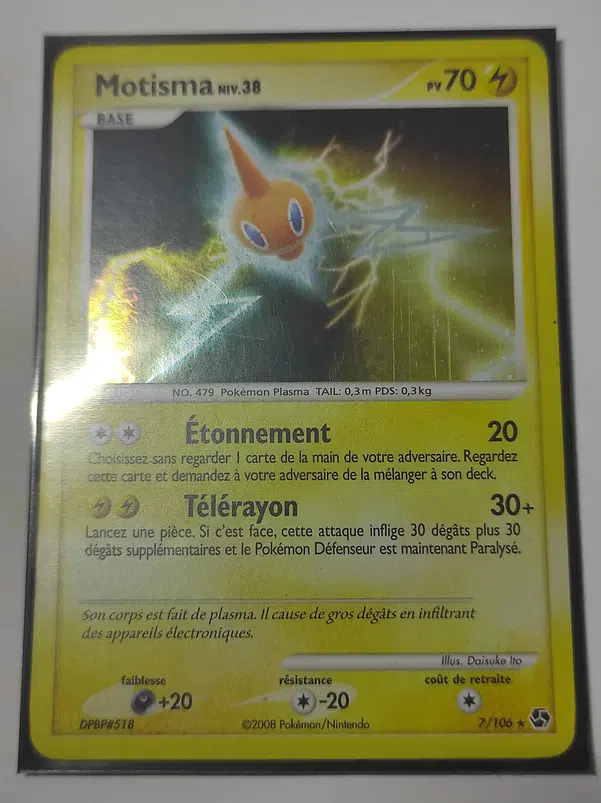 Motisma NIV.38 PV 70
BASE
NO. 479 Pokémon Plasma TAIL: 0,3m PDS: 0,3kg
Étonnement 20
Choisissez sans regarder 1 carte de la main de votre adversaire. Regardez
cette carte et demandez à votre adversaire de la mélanger à son deck.
Télérayon 30+
Lancez une pièce. Si c'est face, cette attaque inflige 30 dégâts plus 30
dégâts supplémentaires et le Pokémon Défenseur est maintenant Paralysé.
Son corps est fait de plasma. Il cause de gros dégâts en infiltrant
des appareils électroniques.
Illus. Daisuke Ito
faiblesse résistance coût de retraite
+20 -20
DPBP#518 ©2008 Pokémon/Nintendo 7/106 ★